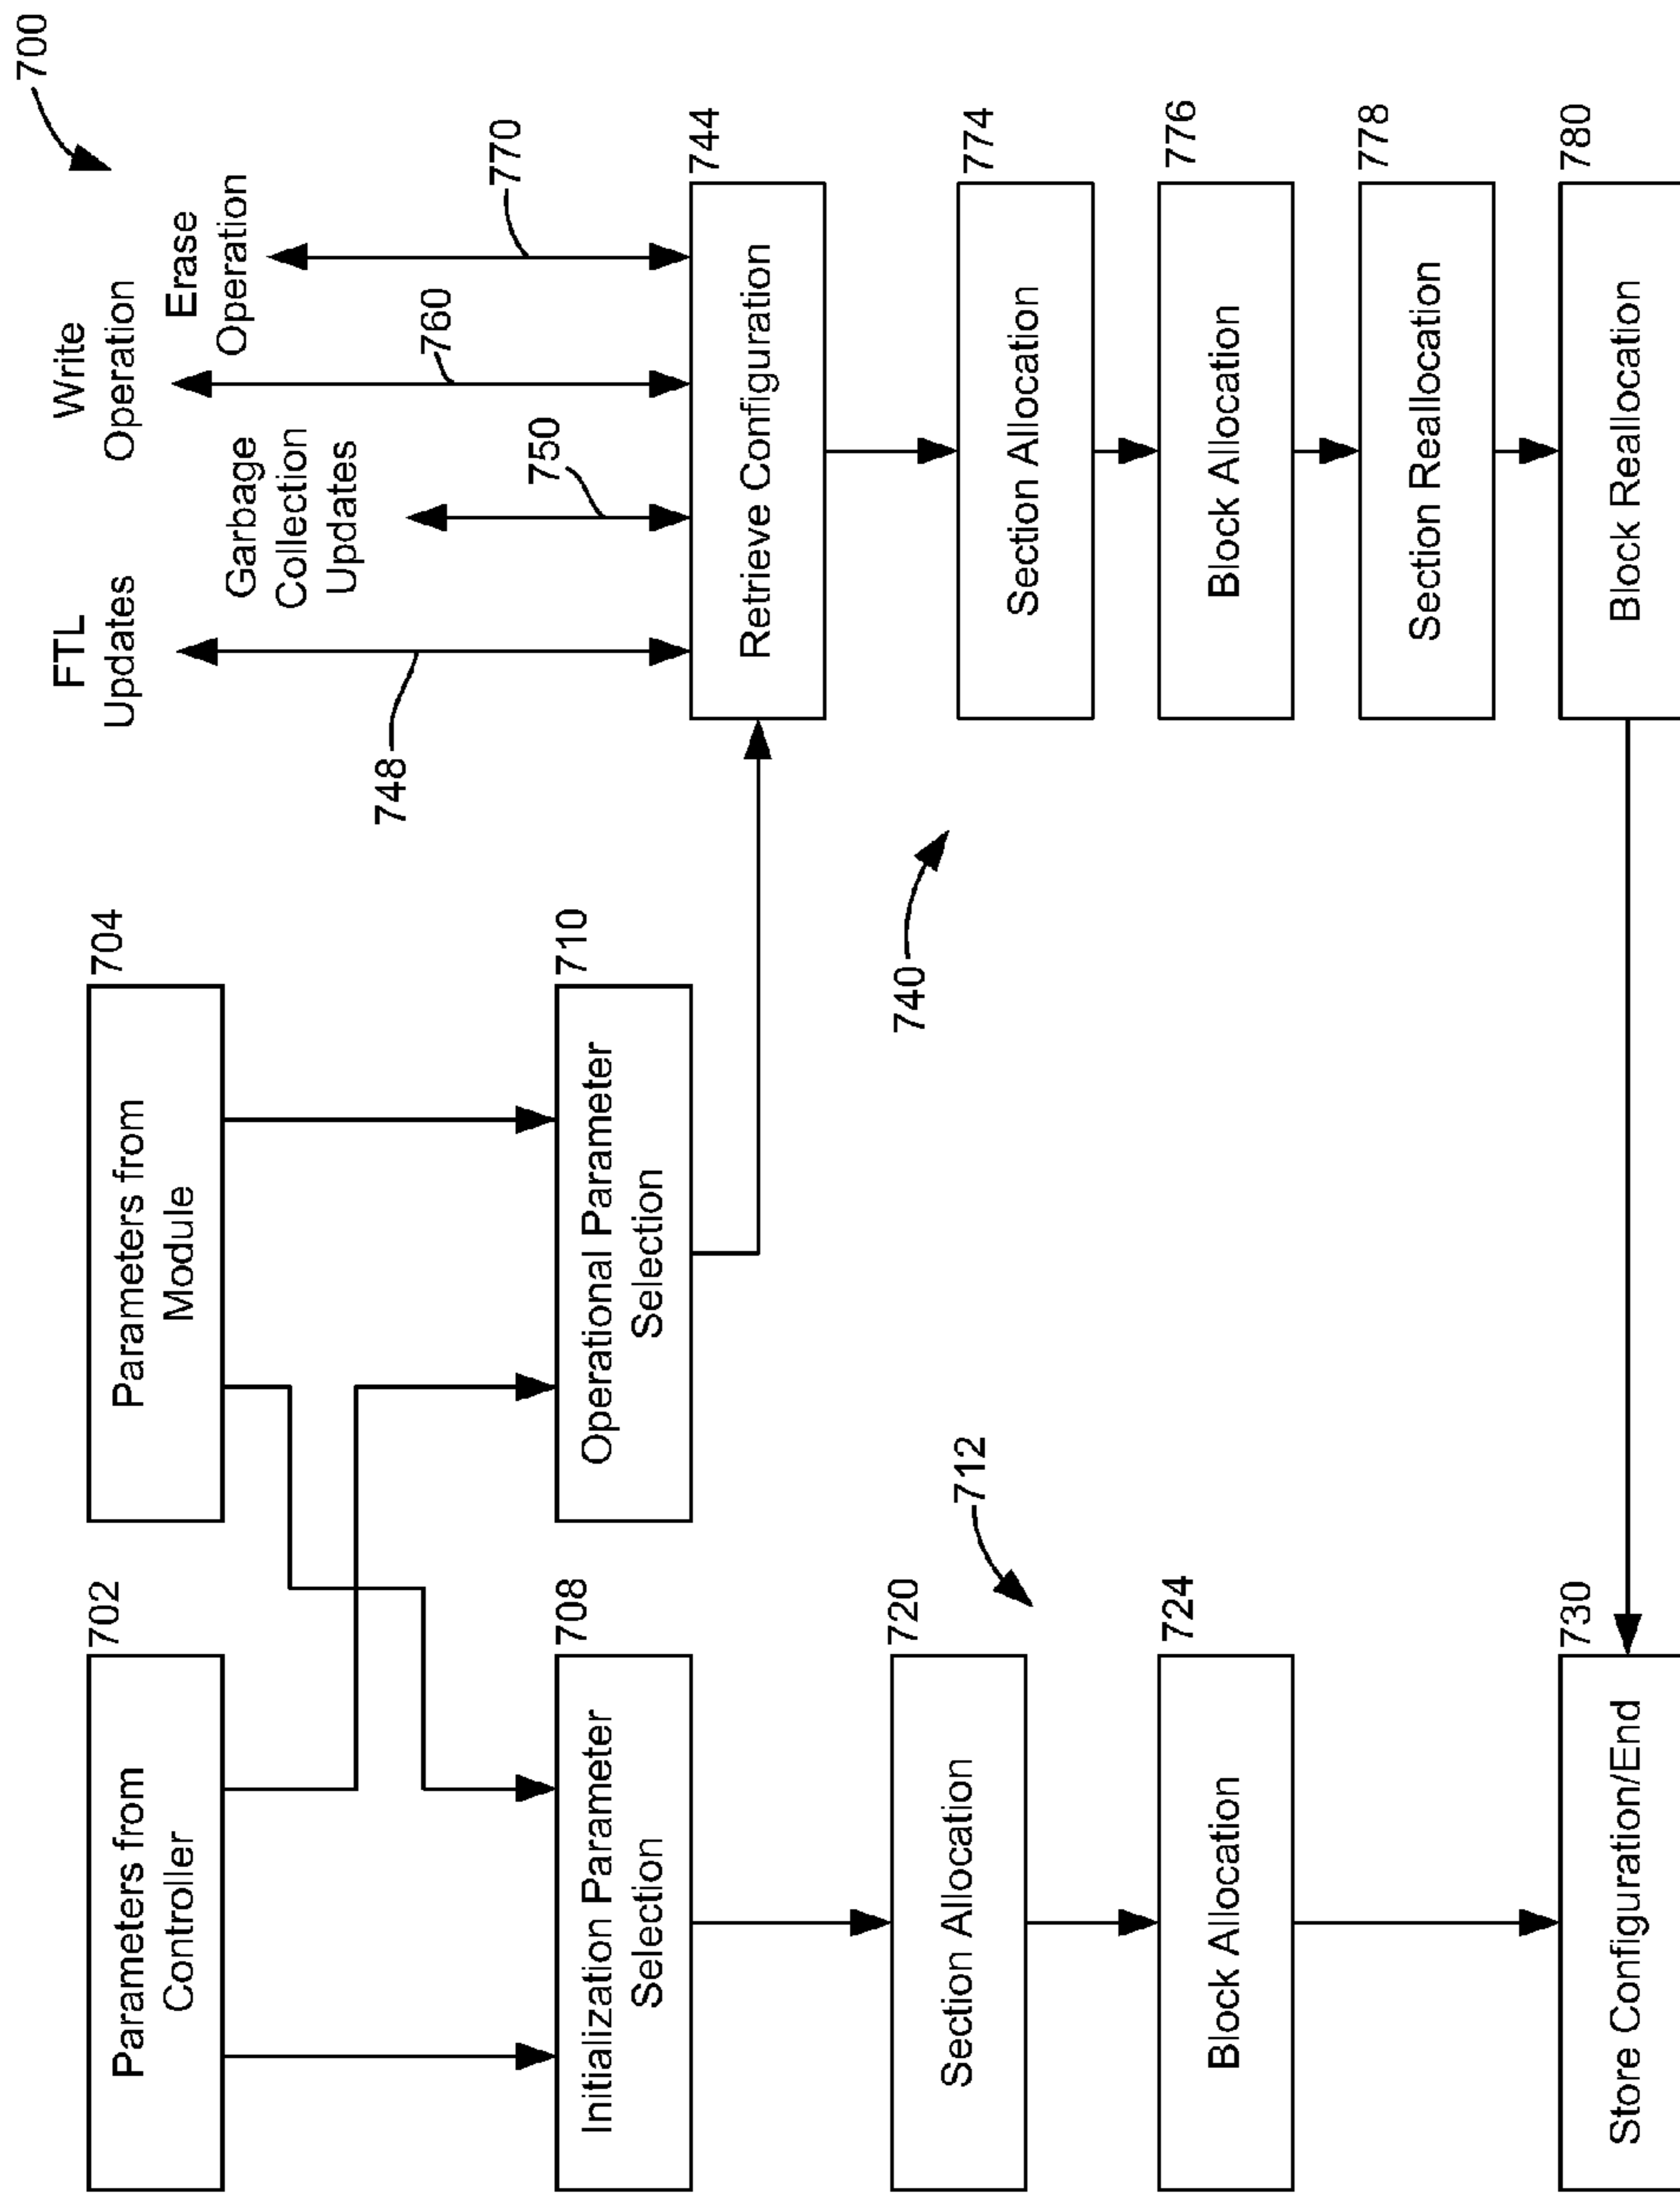 700
702
Parameters from
Controller
704
Parameters from
Module
FTL
Updates
Garbage
Collection
Updates
Write
Operation
Erase
Operation
748
750
760
770
708
Initialization Parameter
Selection
710
Operational Parameter
Selection
744
Retrieve Configuration
712
740
720
Section Allocation
774
Section Allocation
724
Block Allocation
776
Block Allocation
778
Section Reallocation
730
Store Configuration/End
780
Block Reallocation